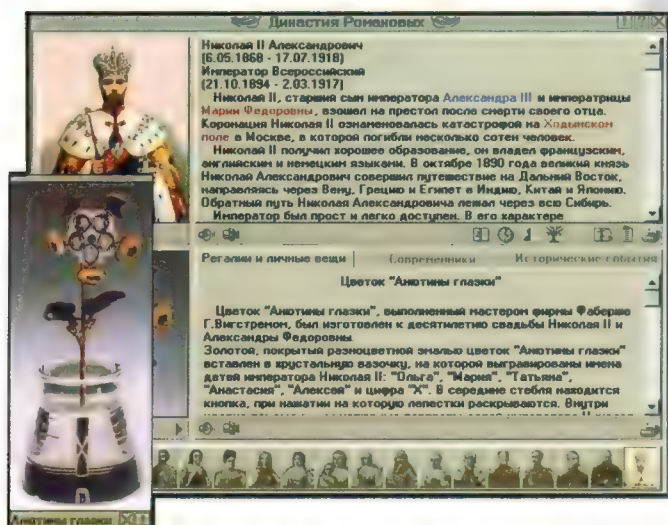 Династия Романовых
Николай II Александрович
(6.05.1868 - 17.07.1918)
Император Всероссийский
(21.10.1894 - 2.03.1917)
Николай II, старший сын императора Александра III и императрицы
Марии Федоровны, взошел на престол после смерти своего отца.
Коронация Николая II ознаменовалась катастрофой на Ходынском
поле в Москве, в которой погибли несколько сотен человек.
Николай II получил хорошее образование, он владел французским,
английским и немецким языками. В октябре 1890 года великий князь
Николай Александрович совершил путешествие на Дальний Восток,
направляясь через Вену, Грецию и Египет в Индию, Китай и Японию.
Обратный путь Николая Александровича лежал через всю Сибирь.
Император был прост и легко доступен. В его характере
Регалии и личные вещи
Современники
Исторические события
Цветок "Анютины глазки"
Цветок "Анютины глазки", выполненный мастером фирмы Фаберже
Г.Вигстремом, был изготовлен к десятилетию свадьбы Николая II и
Александры Федоровны.
Золотой, покрытый разноцветной эмалью цветок "Анютины глазки"
вставлен в хрустальную вазочку, на которой выгравированы имена
детей императора Николая II: "Ольга", "Мария", "Татьяна",
"Анастасия", "Алексей" и цифра "X". В середине стебля находится
кнопка, при нажатии на которую лепестки раскрываются. Внутри
Анютины глазки